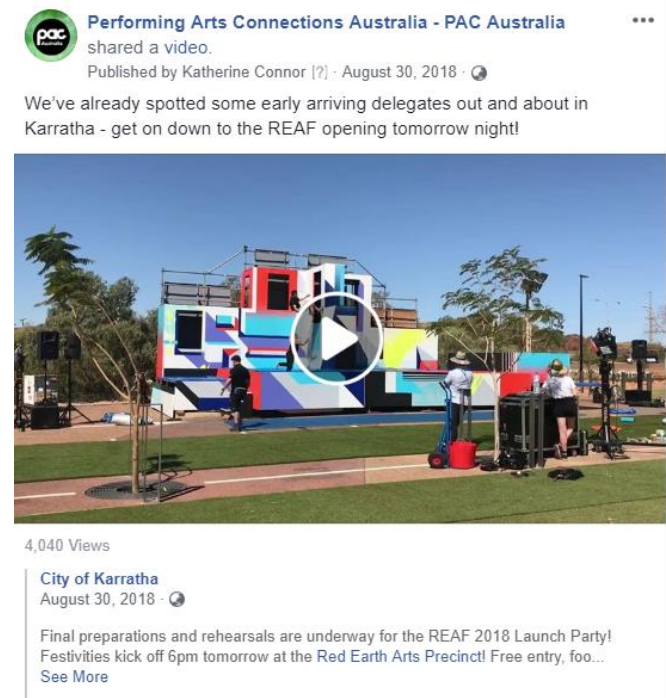 pac
Australia
Performing Arts Connections Australia - PAC Australia
shared a video.
Published by Katherine Connor [?] · August 30, 2018 ·
We've already spotted some early arriving delegates out and about in
Karratha - get on down to the REAF opening tomorrow night!
4,040 Views
City of Karratha
August 30, 2018 ·
Final preparations and rehearsals are underway for the REAF 2018 Launch Party!
Festivities kick off 6pm tomorrow at the Red Earth Arts Precinct! Free entry, foo...
See More